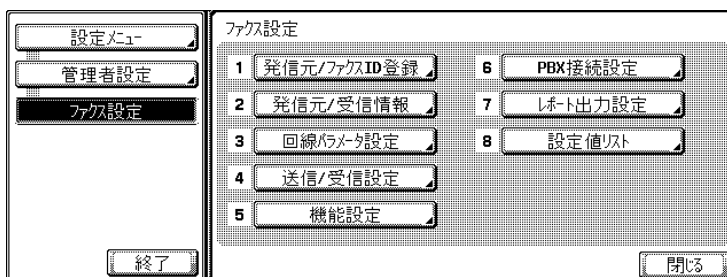 設定メニュー
管理者設定
ファクス設定
終了
ファクス設定
1 発信元/ファクスID登録
2 発信元/受信情報
3 回線パラメータ設定
4 送信/受信設定
5 機能設定
6 PBX接続設定
7 レポート出力設定
8 設定値リスト
閉じる